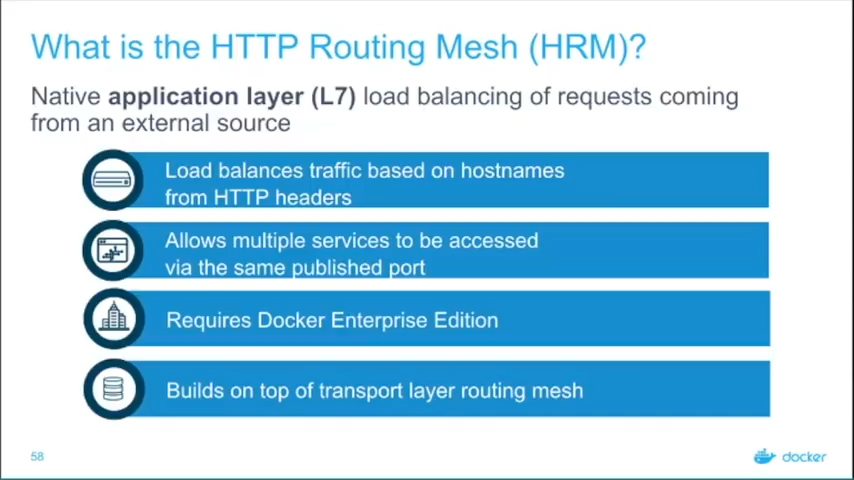 What is the HTTP Routing Mesh (HRM)?
Native application layer (L7) load balancing of requests coming
from an external source
Load balances traffic based on hostnames
from HTTP headers
Allows multiple services to be accessed
via the same published port
Requires Docker Enterprise Edition
Builds on top of transport layer routing mesh
58
docker